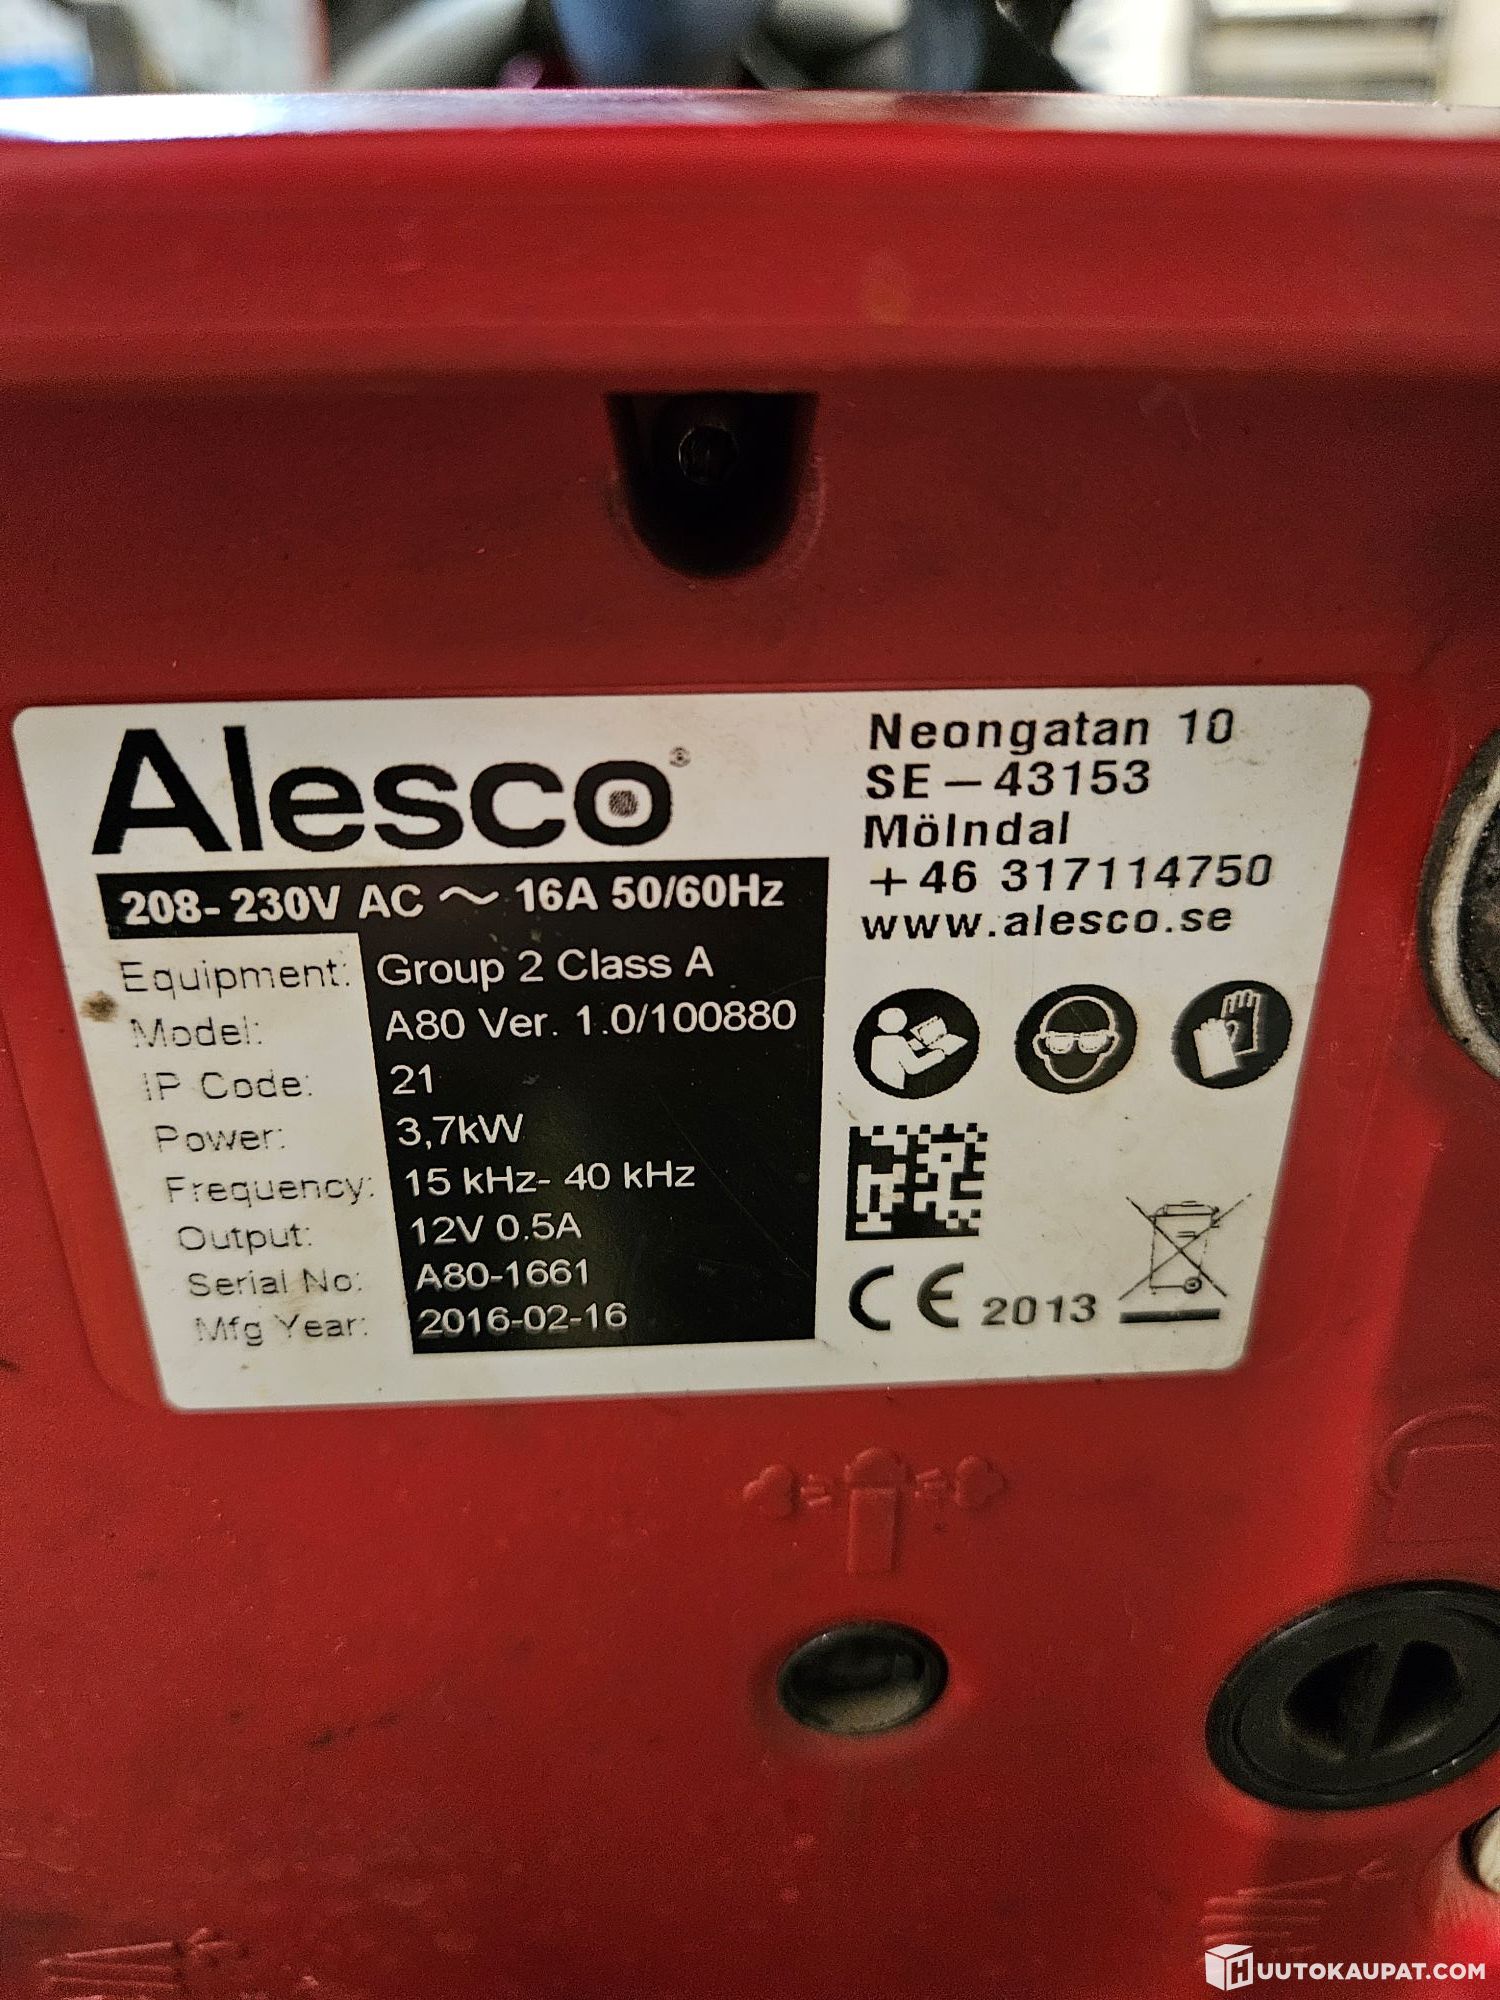 Alesco®
208-230V AC ~ 16A 50/60Hz
Equipment: Group 2 Class A
Model: A80 Ver. 1.0/100880
IP Code: 21
Power: 3,7kW
Frequency: 15 kHz- 40 kHz
Output: 12V 0.5A
Serial No: A80-1661
Mfg Year: 2016-02-16
Neongatan 10
SE-43153
Mölndal
+46 317114750
www.alesco.se
CE 2013
HUUTOKAUPAT.COM